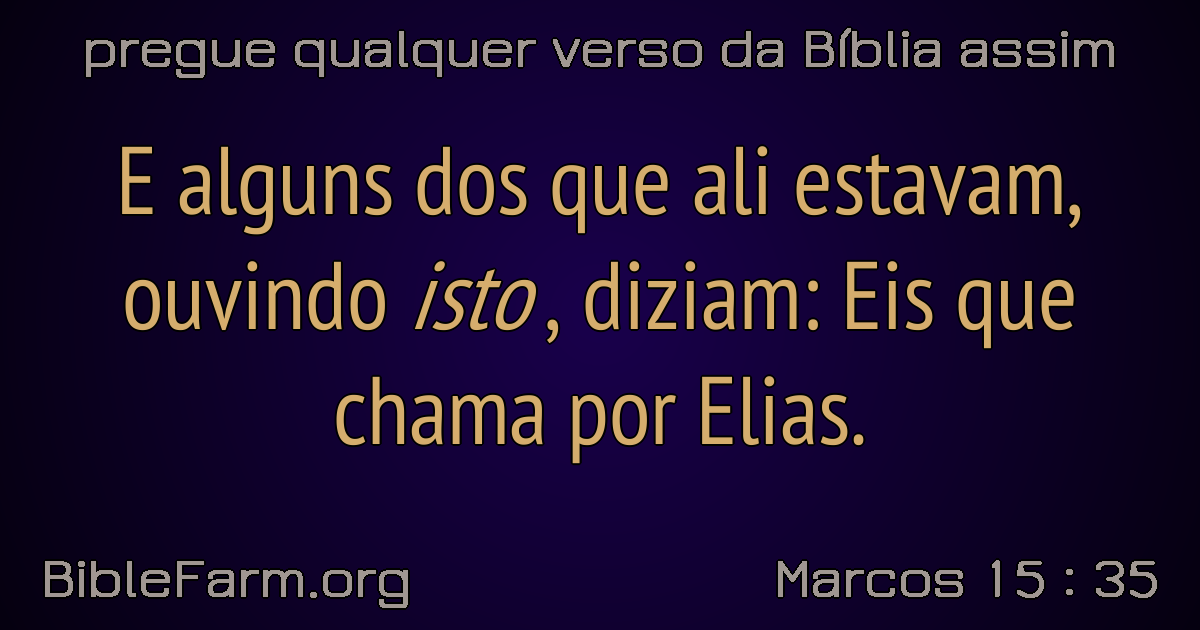 pregue qualquer verso da Bíblia assim
E alguns dos que ali estavam,
ouvindo isto, diziam: Eis que
chama por Elias.
BibleFarm.org
Marcos 15 : 35